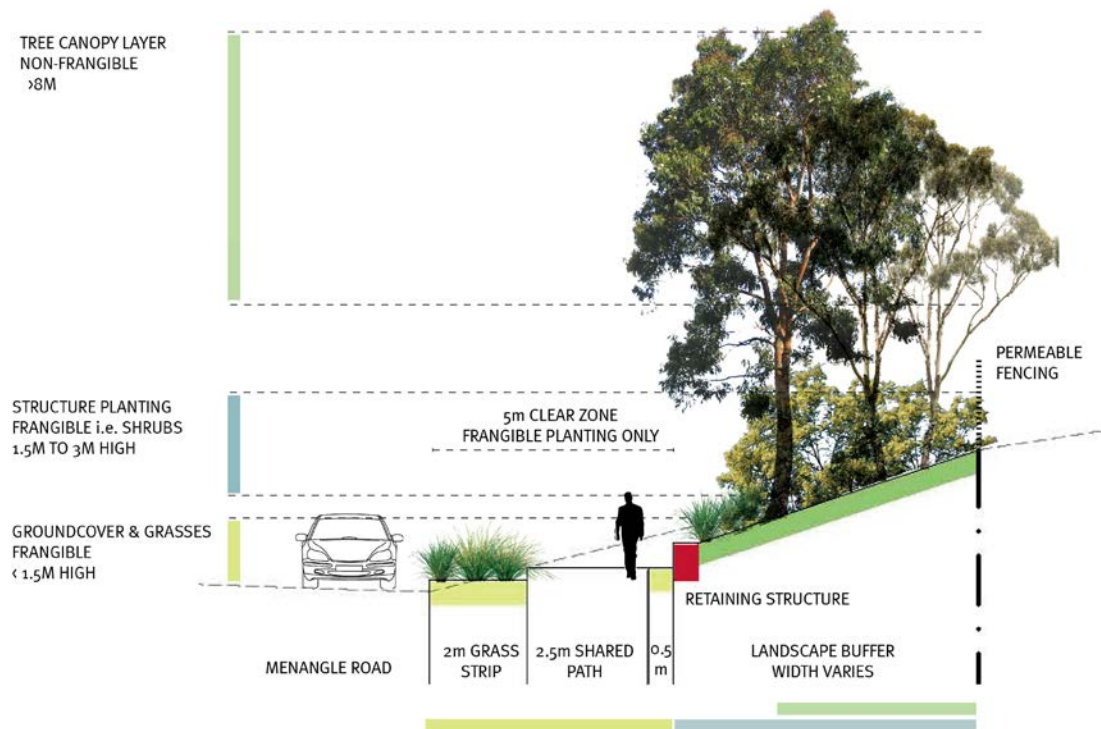 TREE CANOPY LAYER
NON-FRANGIBLE
>8M
PERMEABLE
FENCING
STRUCTURE PLANTING
FRANGIBLE i.e. SHRUBS
1.5M TO 3M HIGH
5m CLEAR ZONE
FRANGIBLE PLANTING ONLY
GROUNDCOVER & GRASSES
FRANGIBLE
< 1.5M HIGH
RETAINING STRUCTURE
MENANGLE ROAD
2m GRASS
STRIP
2.5m SHARED
PATH
0.5
m
LANDSCAPE BUFFER
WIDTH VARIES